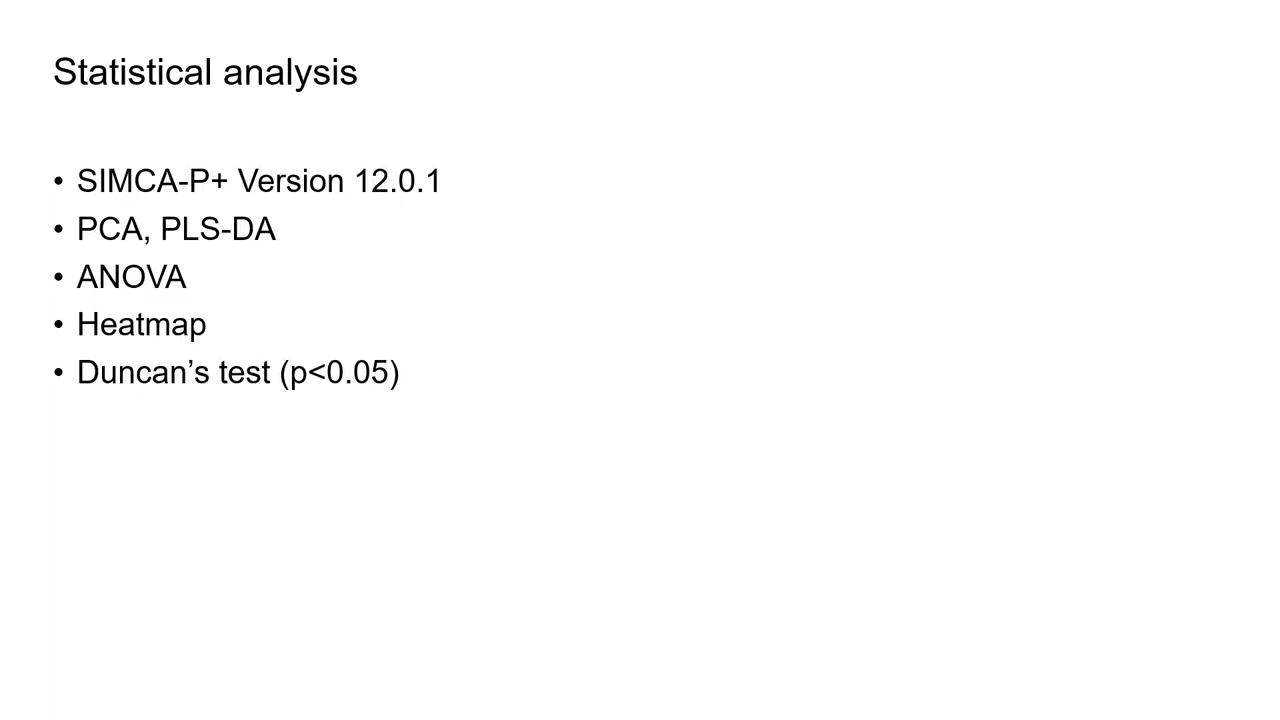 Statistical analysis
• SIMCA-P+ Version 12.0.1
• PCA, PLS-DA
• ANOVA
• Heatmap
• Duncan’s test (p<0.05)